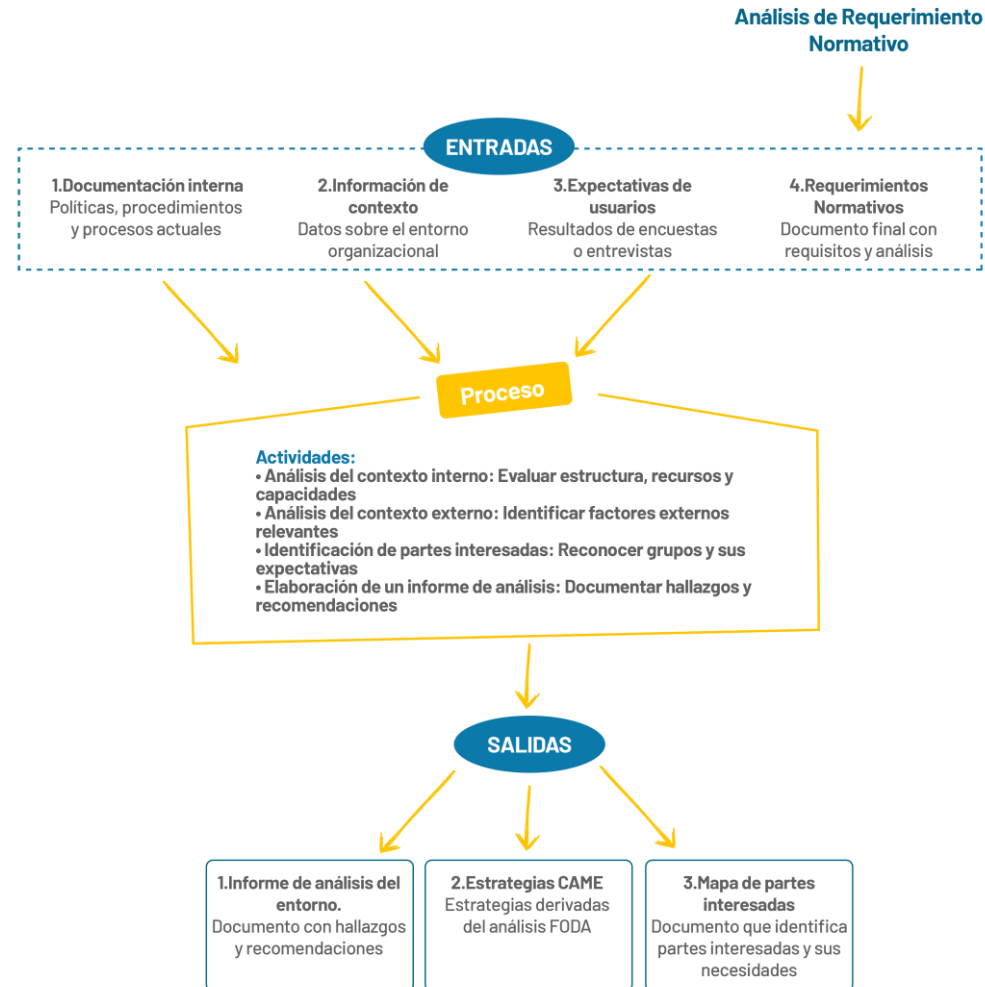 Análisis de Requerimiento
Normativo
ENTRADAS
1.Documentación interna
Políticas, procedimientos
y procesos actuales
2.Información de
contexto
Datos sobre el entorno
organizacional
3.Expectativas de
usuarios
Resultados de encuestas
o entrevistas
4.Requerimientos
Normativos
Documento final con
requisitos y análisis
Proceso
Actividades:
• Análisis del contexto interno: Evaluar estructura, recursos y
capacidades
• Análisis del contexto externo: Identificar factores externos
relevantes
• Identificación de partes interesadas: Reconocer grupos y sus
expectativas
• Elaboración de un informe de análisis: Documentar hallazgos y
recomendaciones
SALIDAS
1.Informe de análisis del
entorno.
Documento con hallazgos
y recomendaciones
2.Estrategias CAME
Estrategias derivadas
del análisis FODA
3.Mapa de partes
interesadas
Documento que identifica
partes interesadas y sus
necesidades